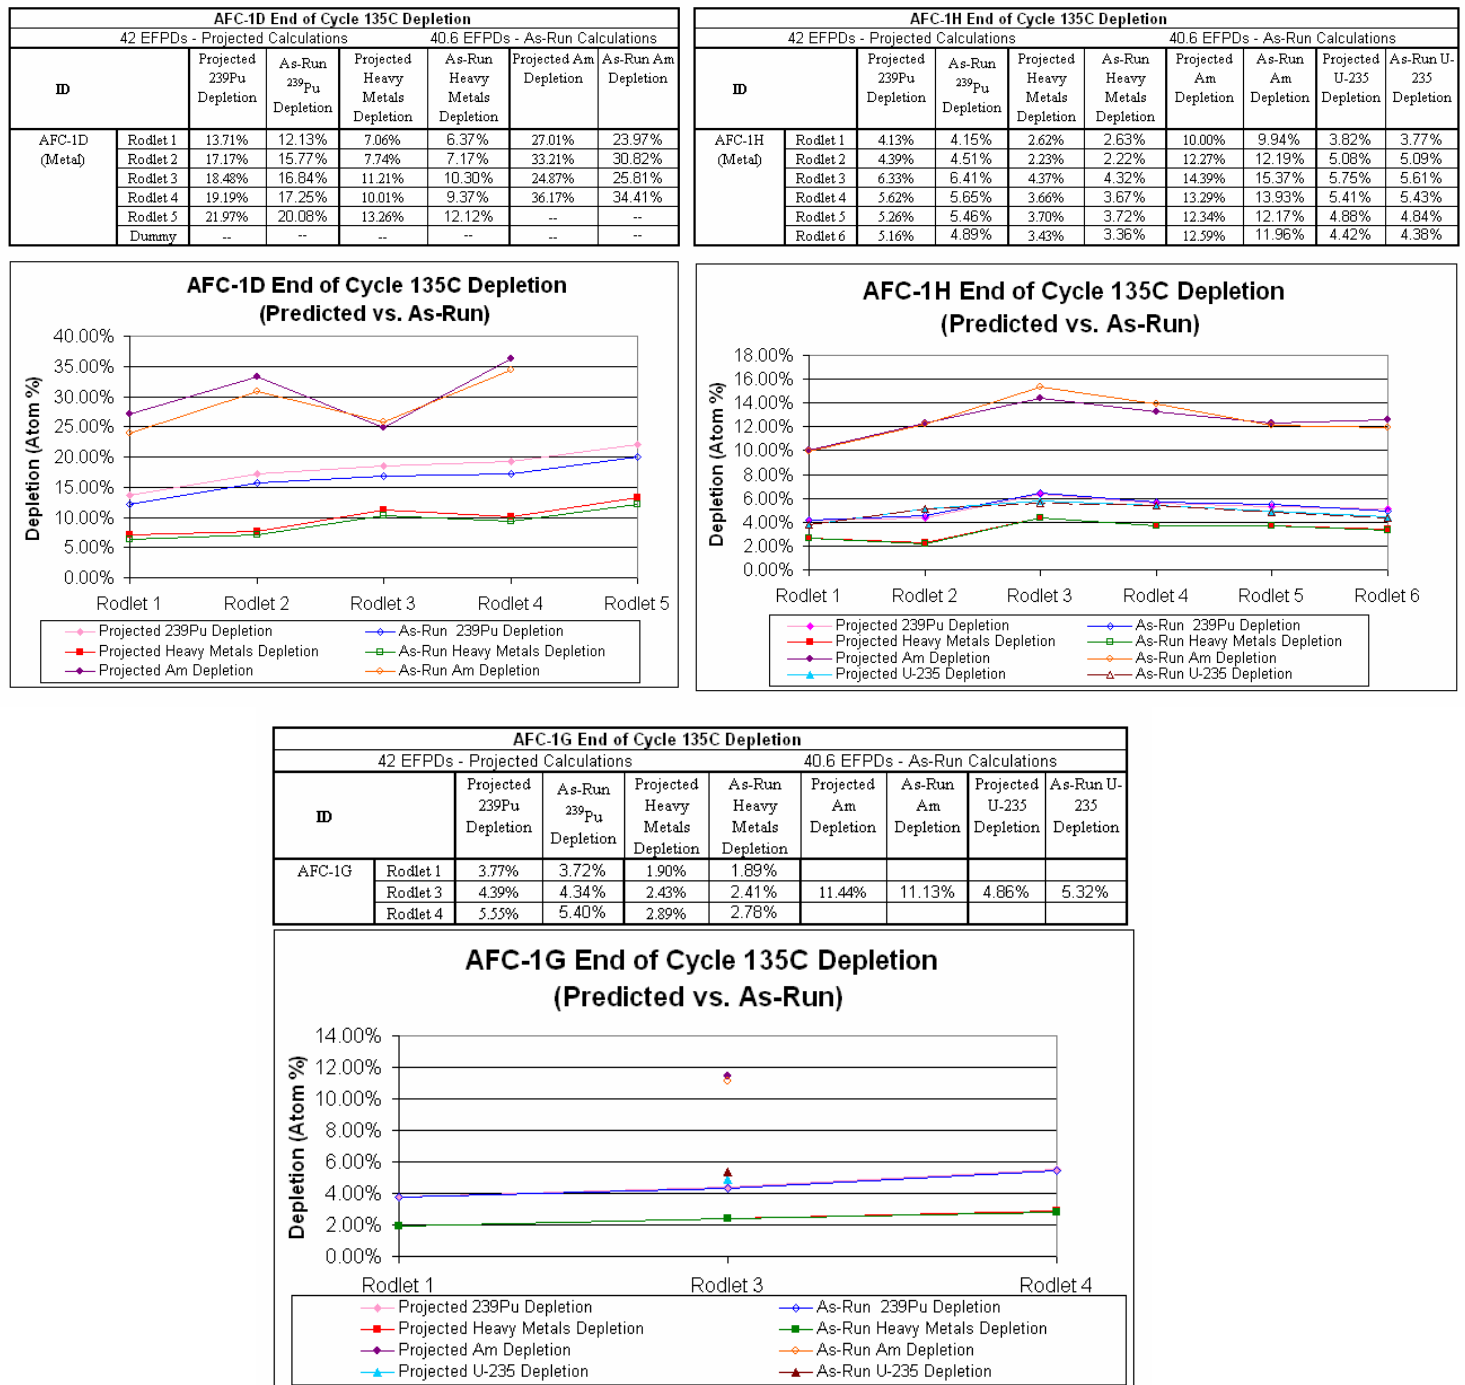 AFC-1D End of Cycle 135C Depletion
42 EFPDs - Projected Calculations 40.6 EFPDs - As-Run Calculations
ID Projected 239Pu Depletion As-Run 239Pu Depletion Projected Heavy Metals Depletion As-Run Heavy Metals Depletion Projected Am Depletion As-Run Am Depletion
AFC-1D Rodlet 1 13.71% 12.13% 7.06% 6.37% 27.01% 23.97%
(Metal) Rodlet 2 17.17% 15.77% 7.74% 7.17% 33.21% 30.82%
Rodlet 3 18.48% 16.84% 11.21% 10.30% 24.87% 25.81%
Rodlet 4 19.19% 17.25% 10.01% 9.37% 36.17% 34.41%
Rodlet 5 21.97% 20.08% 13.26% 12.12% -- --
Dummy -- -- -- -- -- --
AFC-1H End of Cycle 135C Depletion
42 EFPDs - Projected Calculations 40.6 EFPDs - As-Run Calculations
ID Projected 239Pu Depletion As-Run 239Pu Depletion Projected Heavy Metals Depletion As-Run Heavy Metals Depletion Projected Am Depletion As-Run Am Depletion Projected U-235 Depletion As-Run U-235 Depletion
AFC-1H Rodlet 1 4.13% 4.15% 2.62% 2.63% 10.00% 9.94% 3.82% 3.77%
(Metal) Rodlet 2 4.39% 4.51% 2.23% 2.22% 12.27% 12.19% 5.08% 5.09%
Rodlet 3 6.33% 6.41% 4.37% 4.32% 14.39% 15.37% 5.75% 5.61%
Rodlet 4 5.62% 5.65% 3.66% 3.67% 13.29% 13.93% 5.41% 5.43%
Rodlet 5 5.26% 5.46% 3.70% 3.72% 12.34% 12.17% 4.88% 4.84%
Rodlet 6 5.16% 4.89% 3.43% 3.36% 12.59% 11.96% 4.42% 4.38%
AFC-1D End of Cycle 135C Depletion
(Predicted vs. As-Run)
Depletion (Atom %)
40.00%
35.00%
30.00%
25.00%
20.00%
15.00%
10.00%
5.00%
0.00%
Rodlet 1 Rodlet 2 Rodlet 3 Rodlet 4 Rodlet 5
Projected 239Pu Depletion As-Run 239Pu Depletion
Projected Heavy Metals Depletion As-Run Heavy Metals Depletion
Projected Am Depletion As-Run Am Depletion
AFC-1H End of Cycle 135C Depletion
(Predicted vs. As-Run)
Depletion (Atom %)
18.00%
16.00%
14.00%
12.00%
10.00%
8.00%
6.00%
4.00%
2.00%
0.00%
Rodlet 1 Rodlet 2 Rodlet 3 Rodlet 4 Rodlet 5 Rodlet 6
Projected 239Pu Depletion As-Run 239Pu Depletion
Projected Heavy Metals Depletion As-Run Heavy Metals Depletion
Projected Am Depletion As-Run Am Depletion
Projected U-235 Depletion As-Run U-235 Depletion
AFC-1G End of Cycle 135C Depletion
42 EFPDs - Projected Calculations 40.6 EFPDs - As-Run Calculations
ID Projected 239Pu Depletion As-Run 239Pu Depletion Projected Heavy Metals Depletion As-Run Heavy Metals Depletion Projected Am Depletion As-Run Am Depletion Projected U-235 Depletion As-Run U-235 Depletion
AFC-1G Rodlet 1 3.77% 3.72% 1.90% 1.89%
Rodlet 3 4.39% 4.34% 2.43% 2.41% 11.44% 11.13% 4.86% 5.32%
Rodlet 4 5.55% 5.40% 2.89% 2.78%
AFC-1G End of Cycle 135C Depletion
(Predicted vs. As-Run)
Depletion (Atom %)
14.00%
12.00%
10.00%
8.00%
6.00%
4.00%
2.00%
0.00%
Rodlet 1 Rodlet 3 Rodlet 4
Projected 239Pu Depletion As-Run 239Pu Depletion
Projected Heavy Metals Depletion As-Run Heavy Metals Depletion
Projected Am Depletion As-Run Am Depletion
Projected U-235 Depletion As-Run U-235 Depletion